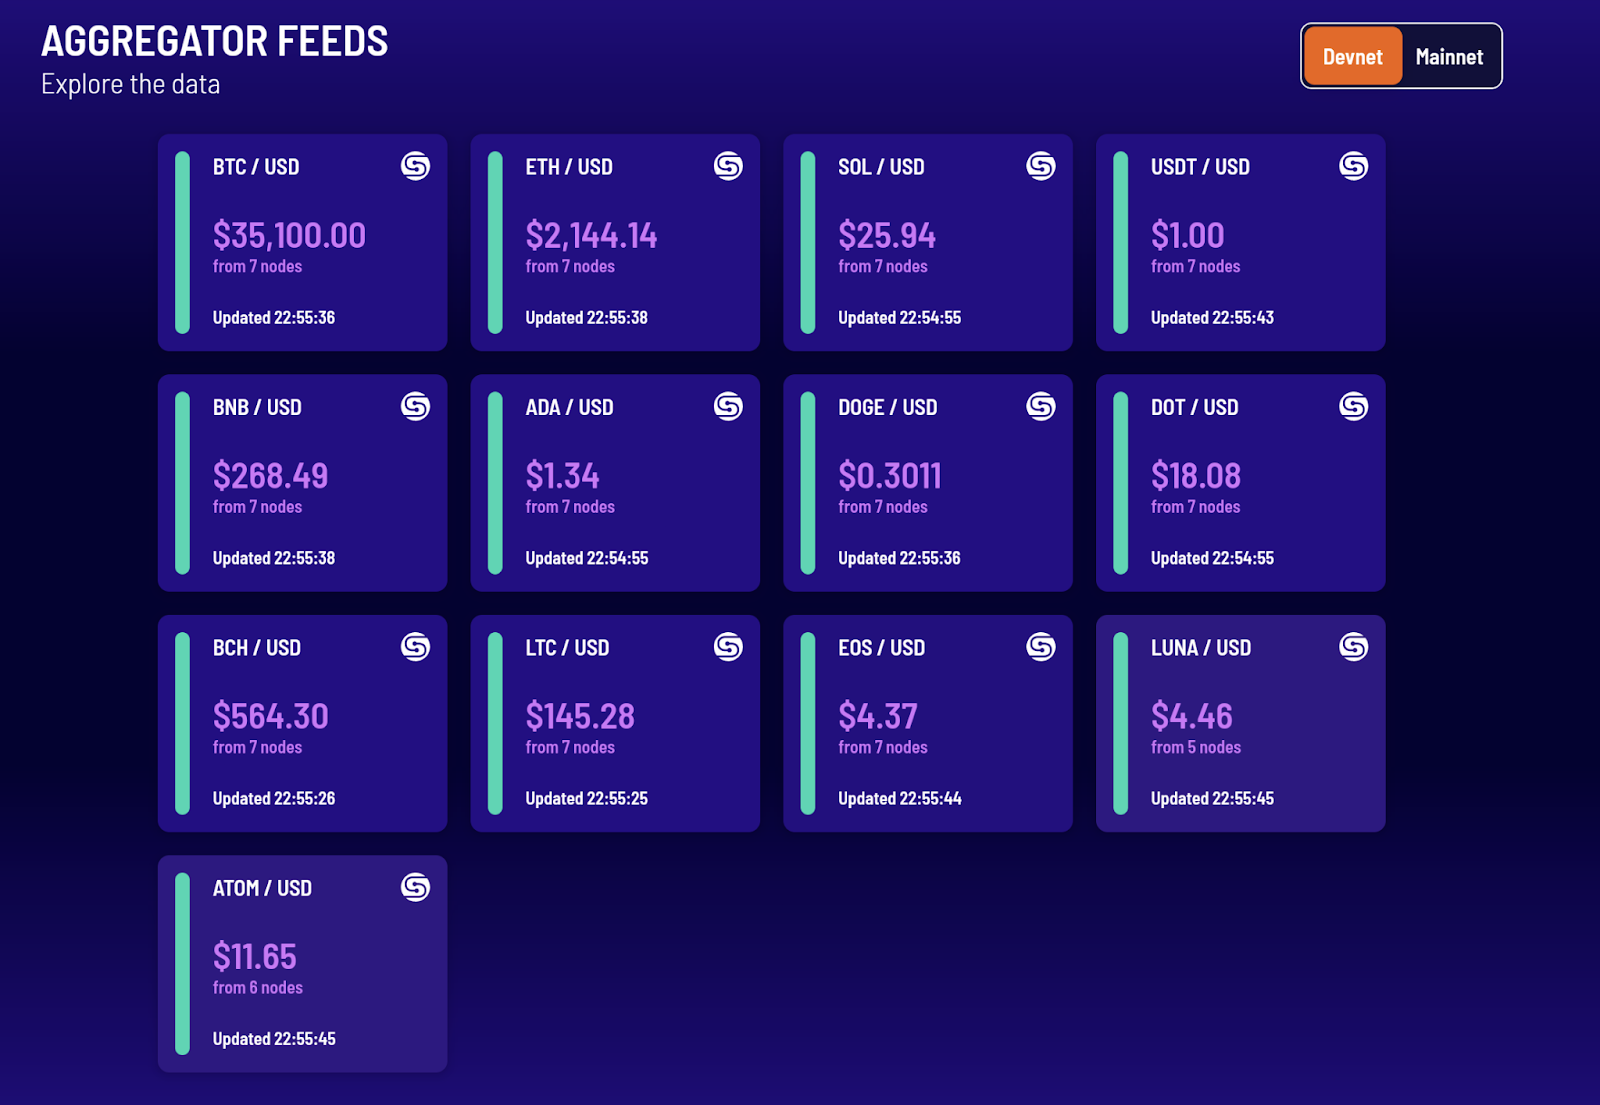 AGGREGATOR FEEDS
Explore the data
Devnet
Mainnet
BTC / USD
$35,100.00
from 7 nodes
Updated 22:55:36
ETH / USD
$2,144.14
from 7 nodes
Updated 22:55:38
SOL / USD
$25.94
from 7 nodes
Updated 22:54:55
USDT / USD
$1.00
from 7 nodes
Updated 22:55:43
BNB / USD
$268.49
from 7 nodes
Updated 22:55:38
ADA / USD
$1.34
from 7 nodes
Updated 22:54:55
DOGE / USD
$0.3011
from 7 nodes
Updated 22:55:36
DOT / USD
$18.08
from 7 nodes
Updated 22:54:55
BCH / USD
$564.30
from 7 nodes
Updated 22:55:26
LTC / USD
$145.28
from 7 nodes
Updated 22:55:25
EOS / USD
$4.37
from 7 nodes
Updated 22:55:44
LUNA / USD
$4.46
from 5 nodes
Updated 22:55:45
ATOM / USD
$11.65
from 6 nodes
Updated 22:55:45